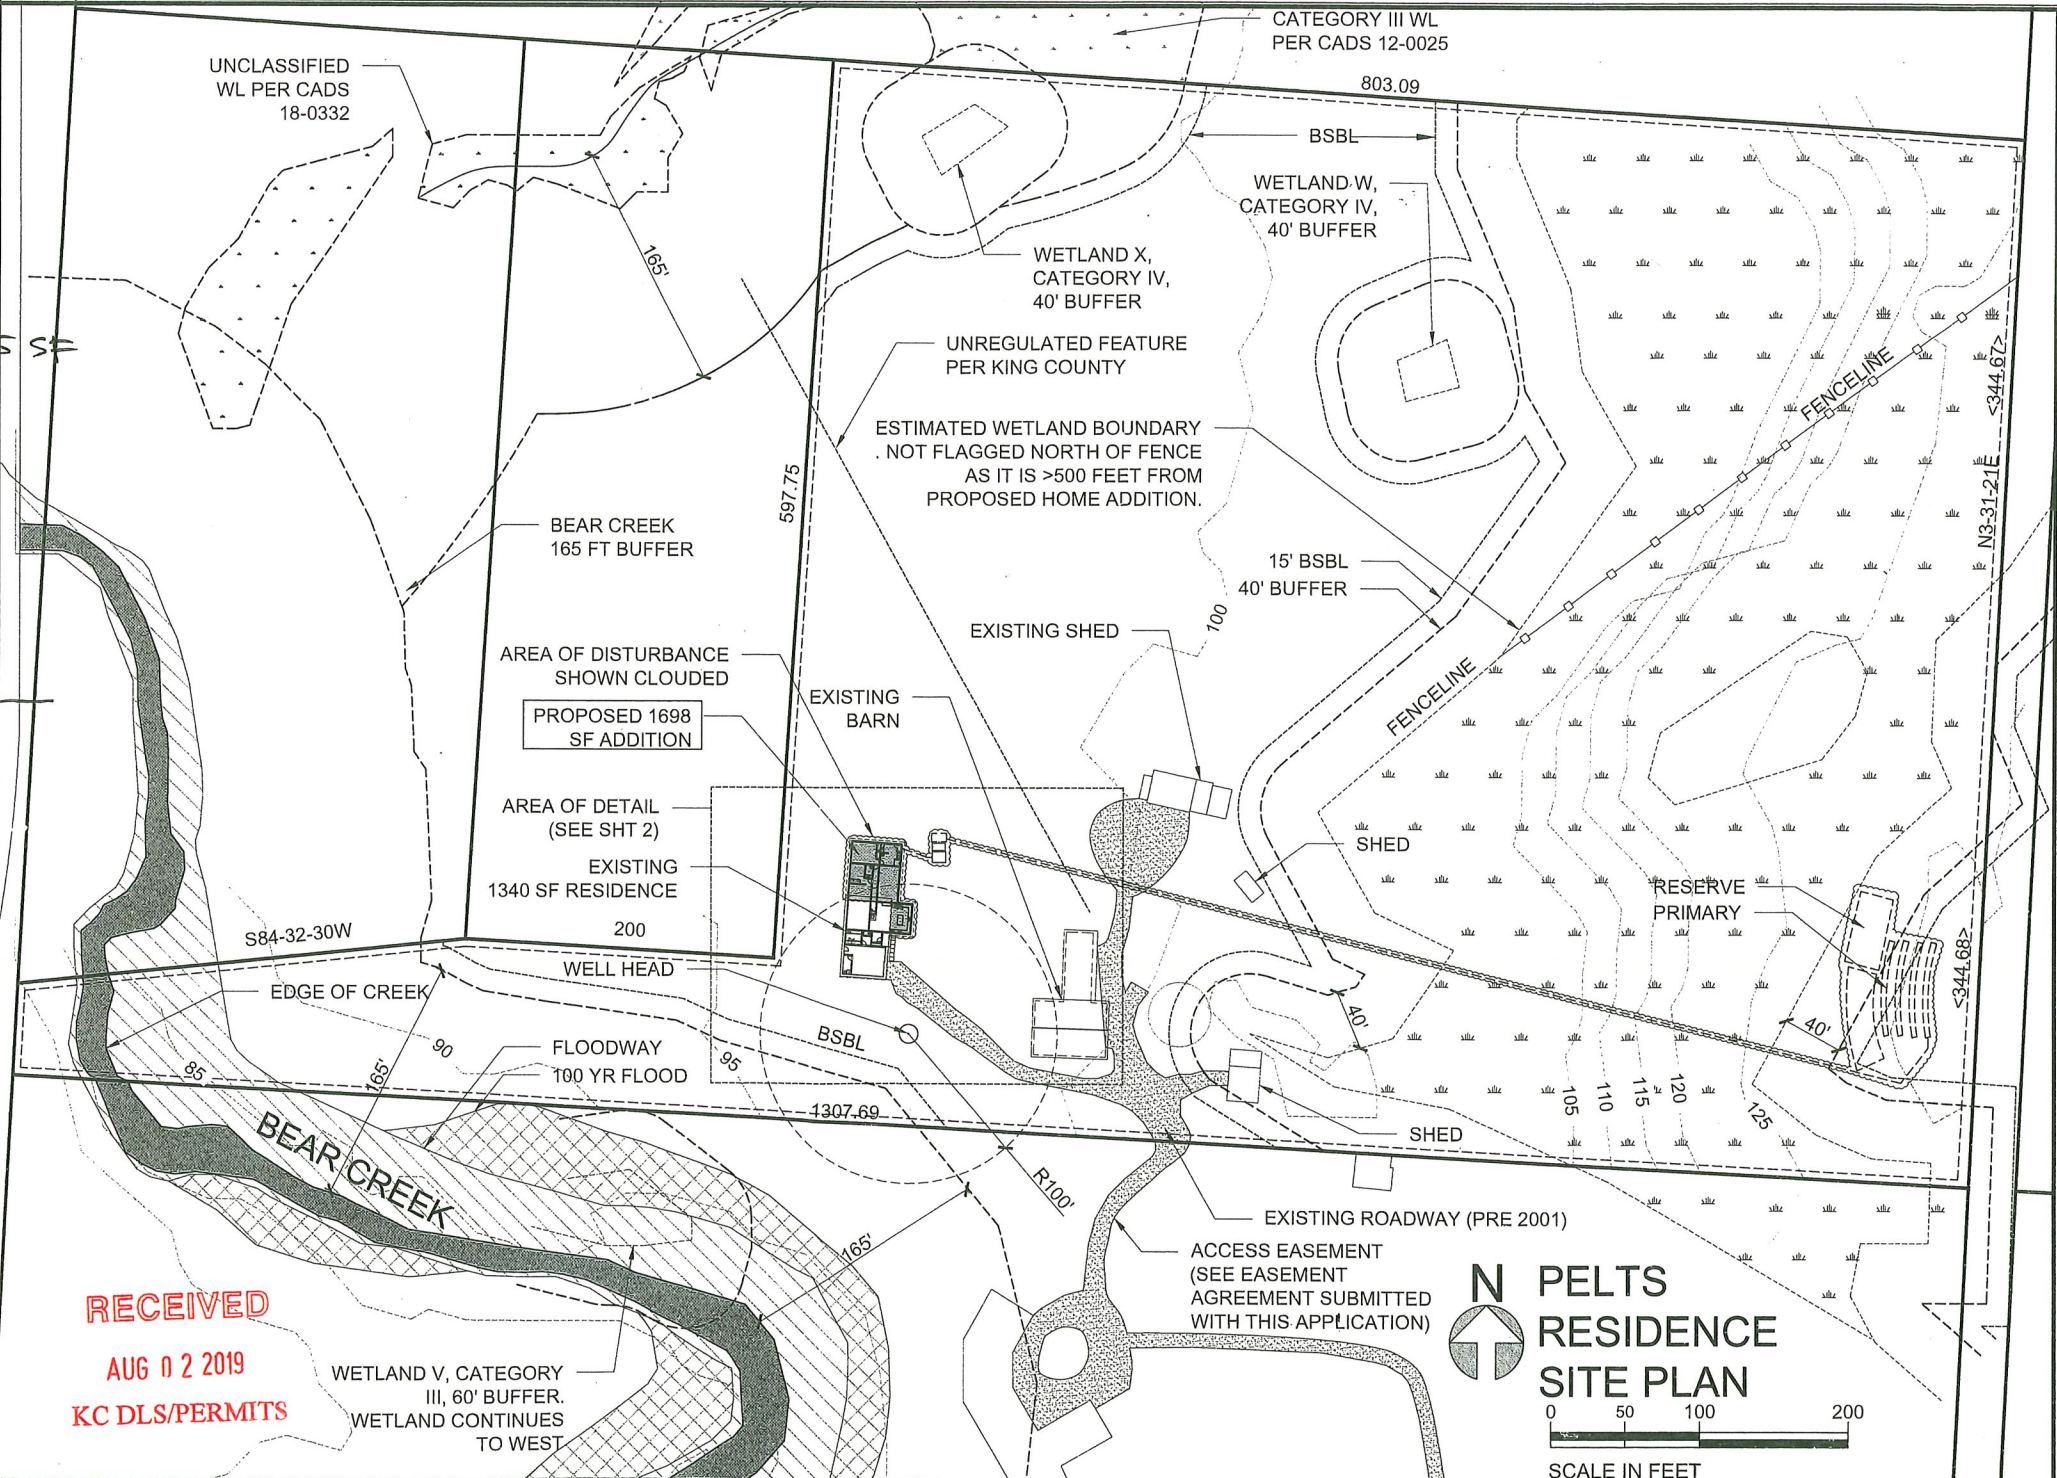 CATEGORY III WL
PER CADS 12-0025
803.09
UNCLASSIFIED
WL PER CADS
18-0332
BSBL
WETLAND W,
CATEGORY IV,
40' BUFFER
165'
WETLAND X,
CATEGORY IV,
40' BUFFER
SF
UNREGULATED FEATURE
PER KING COUNTY
FENCELINE
<344.67>
ESTIMATED WETLAND BOUNDARY
. NOT FLAGGED NORTH OF FENCE
AS IT IS >500 FEET FROM
PROPOSED HOME ADDITION.
597.75
N3-31-21E
BEAR CREEK
165 FT BUFFER
15' BSBL
40' BUFFER
100
EXISTING SHED
AREA OF DISTURBANCE
SHOWN CLOUDED
EXISTING
BARN
FENCELINE
PROPOSED 1698
SF ADDITION
AREA OF DETAIL
(SEE SHT 2)
SHED
EXISTING
1340 SF RESIDENCE
RESERVE
PRIMARY
S84-32-30W
200
WELL HEAD
<344.68>
EDGE OF CREEK
BSBL
40'
40'
90
FLOODWAY
100 YR FLOOD
95
85
165'
105
110
115
120
125
1307.69
BEAR CREEK
SHED
R100'
EXISTING ROADWAY (PRE 2001)
165'
ACCESS EASEMENT
(SEE EASEMENT
AGREEMENT SUBMITTED
WITH THIS APPLICATION)
N
PELTS
RESIDENCE
SITE PLAN
RECEIVED
AUG 02 2019
KC DLS/PERMITS
WETLAND V, CATEGORY
III, 60' BUFFER.
WETLAND CONTINUES
TO WEST
0 50 100 200
SCALE IN FEET